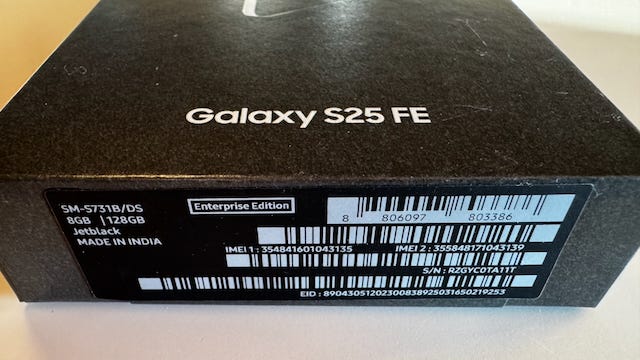 Galaxy S25 FE
SM-S731B/DS
8GB | 128GB
Jetblack
MADE IN INDIA
Enterprise Edition
8 806097 803386
IMEI 1 : 354841601043135
IMEI 2 : 355848171043139
S/N : RZGYC0TA11T
EID : 89043051202300838925031650219253